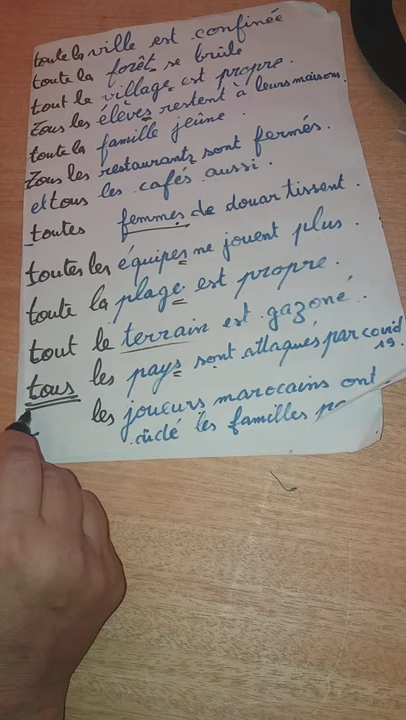 toute la ville est confinée
toute la forêt se brûle
tout le village est propre.
Tous les élèves restent à leurs maisons.
toute la famille jeûne.
Tous les restaurants sont fermés.
et tous les cafés aussi.
toutes femmes de douar tissent.
toutes les équipes ne jouent plus.
toute la plage est propre.
tout le terrain est gazoné.
tous les pays sont attaqués par covid
19.
les joueurs marocains ont
les familles